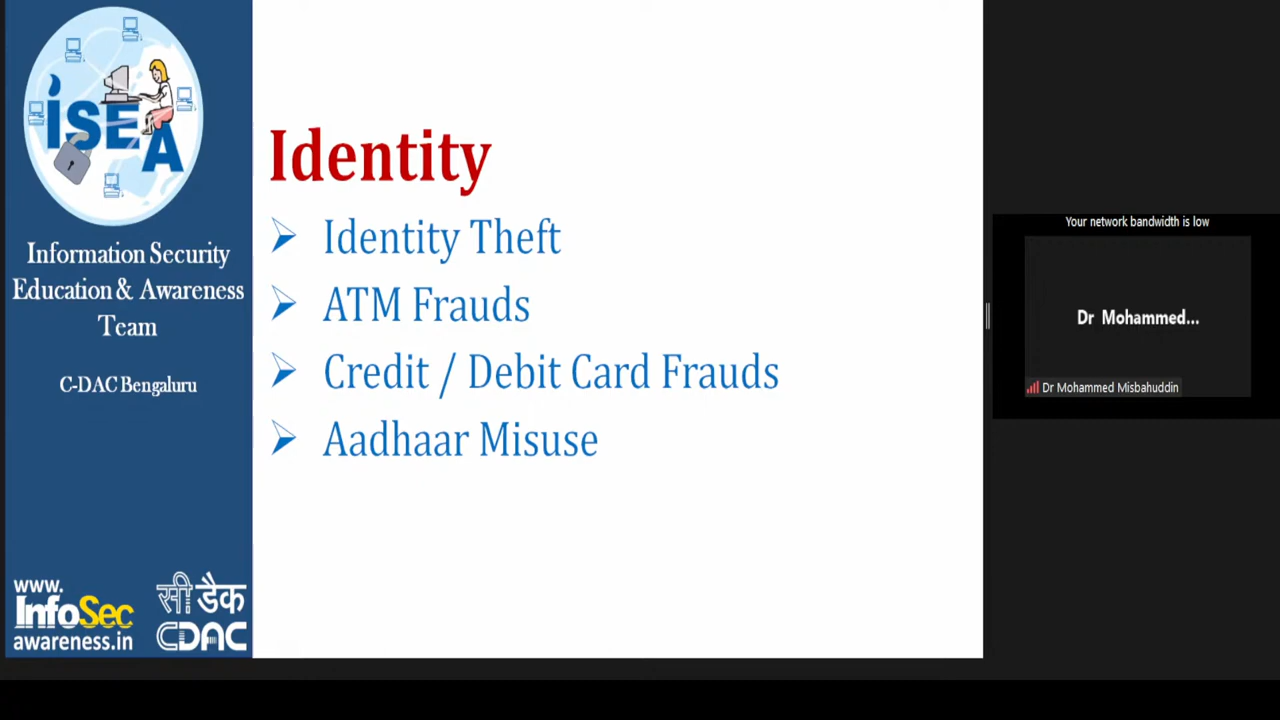 iSEA
Information Security
Education & Awareness
Team
C-DAC Bengaluru
www.
InfoSec
awareness.in
सी डैक
CDAC
Identity
Identity Theft
ATM Frauds
Credit / Debit Card Frauds
Aadhaar Misuse
Your network bandwidth is low
Dr Mohammed...
Dr Mohammed Misbahuddin